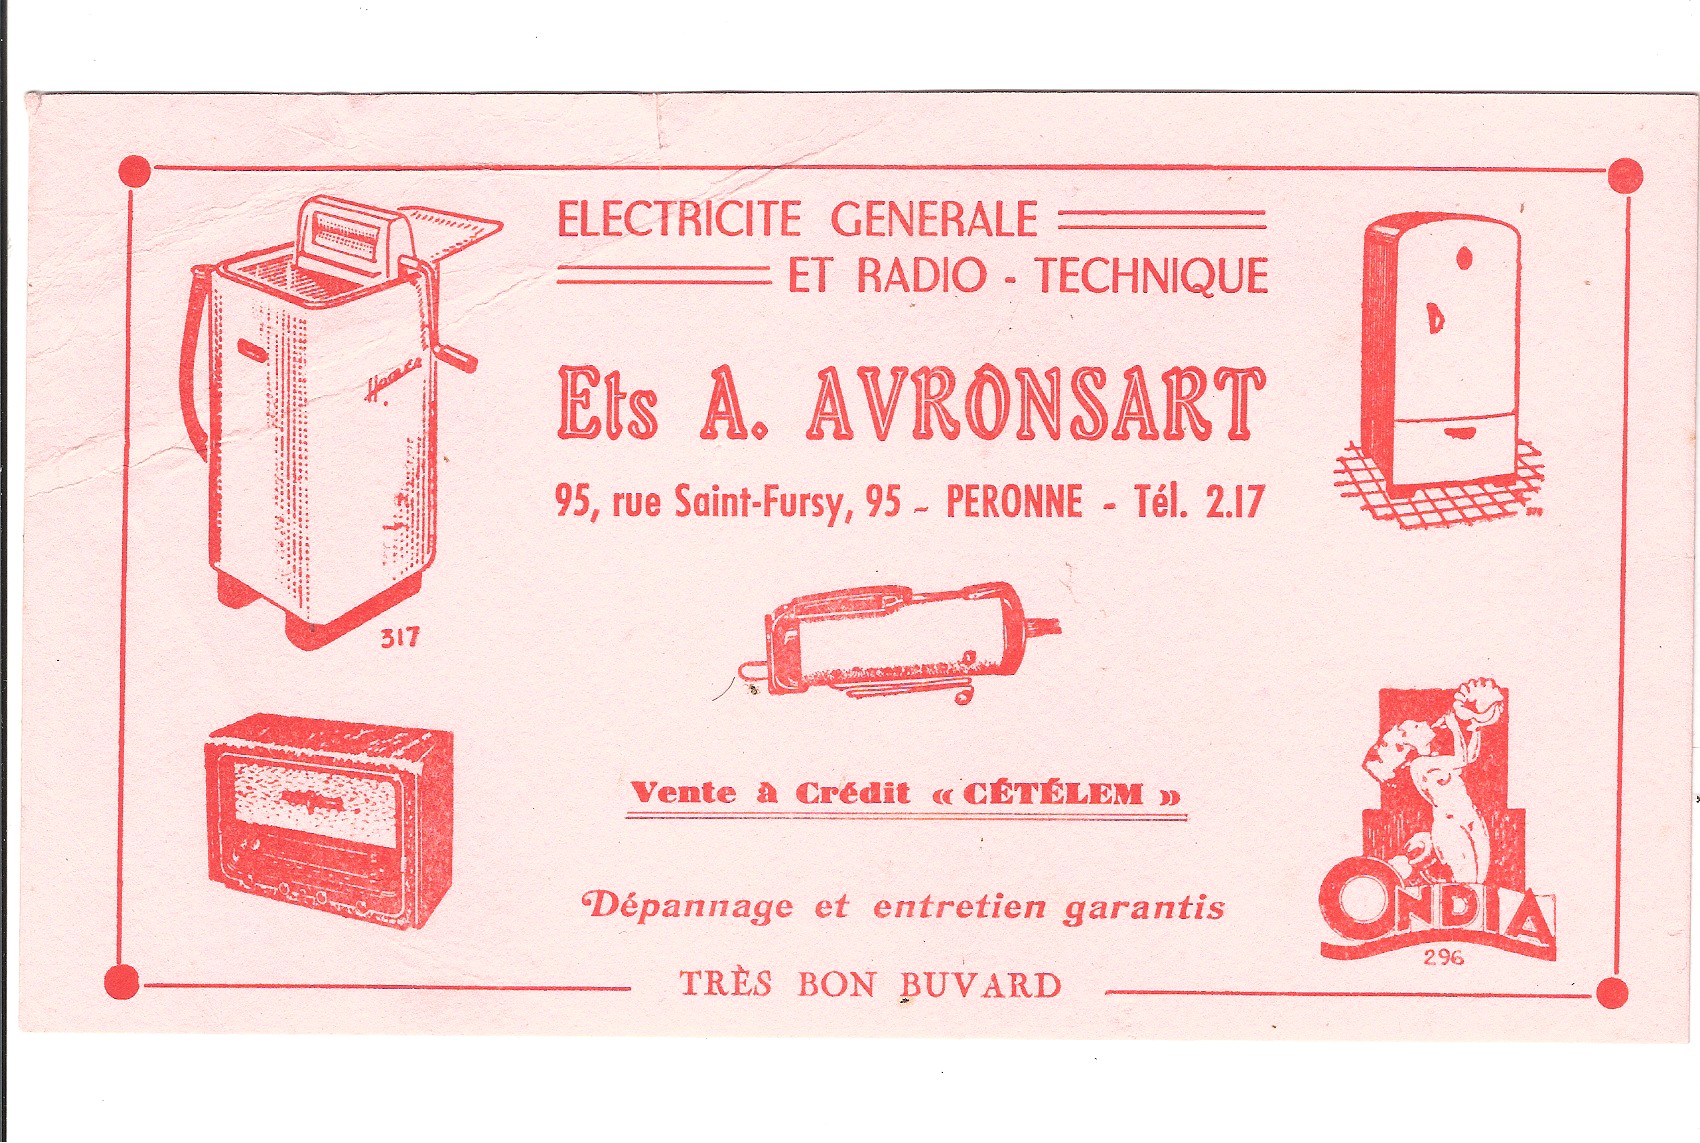 ELECTRICITE GENERALE
ET RADIO - TECHNIQUE
Ets A. AVRONSART
95, rue Saint-Fursy, 95 - PERONNE - Tél. 2.17
317
Vente à Crédit « CÉTÉLEM »
Dépannage et entretien garantis
ONDIA
296
TRÈS BON BUVARD